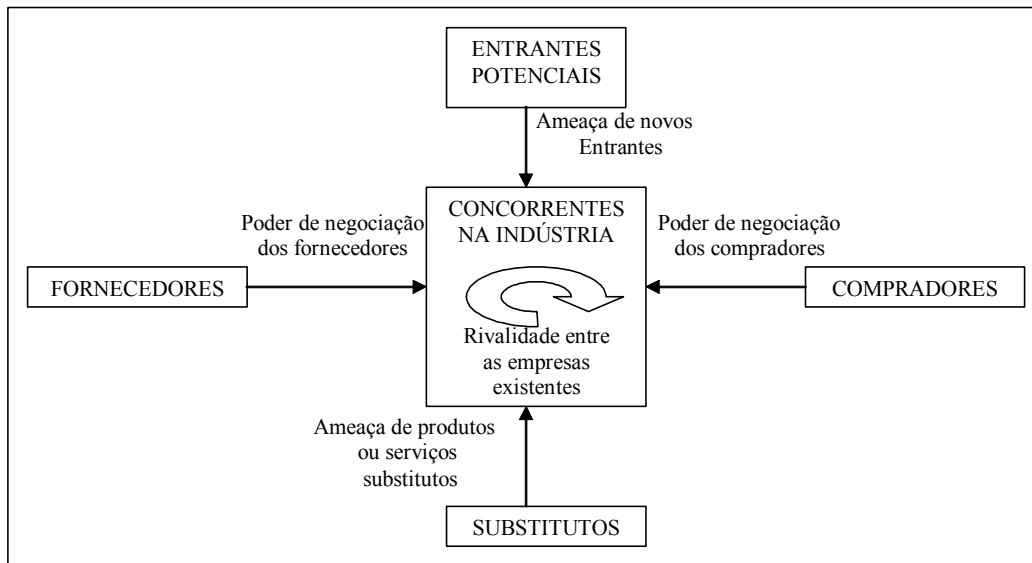 ENTRANTES
POTENCIAIS
Ameaça de novos
Entrantes
CONCORRENTES
NA INDÚSTRIA
Poder de negociação
dos fornecedores
Poder de negociação
dos compradores
FORNECEDORES
COMPRADORES
Rivalidade entre
as empresas
existentes
Ameaça de produtos
ou serviços
substitutos
SUBSTITUTOS